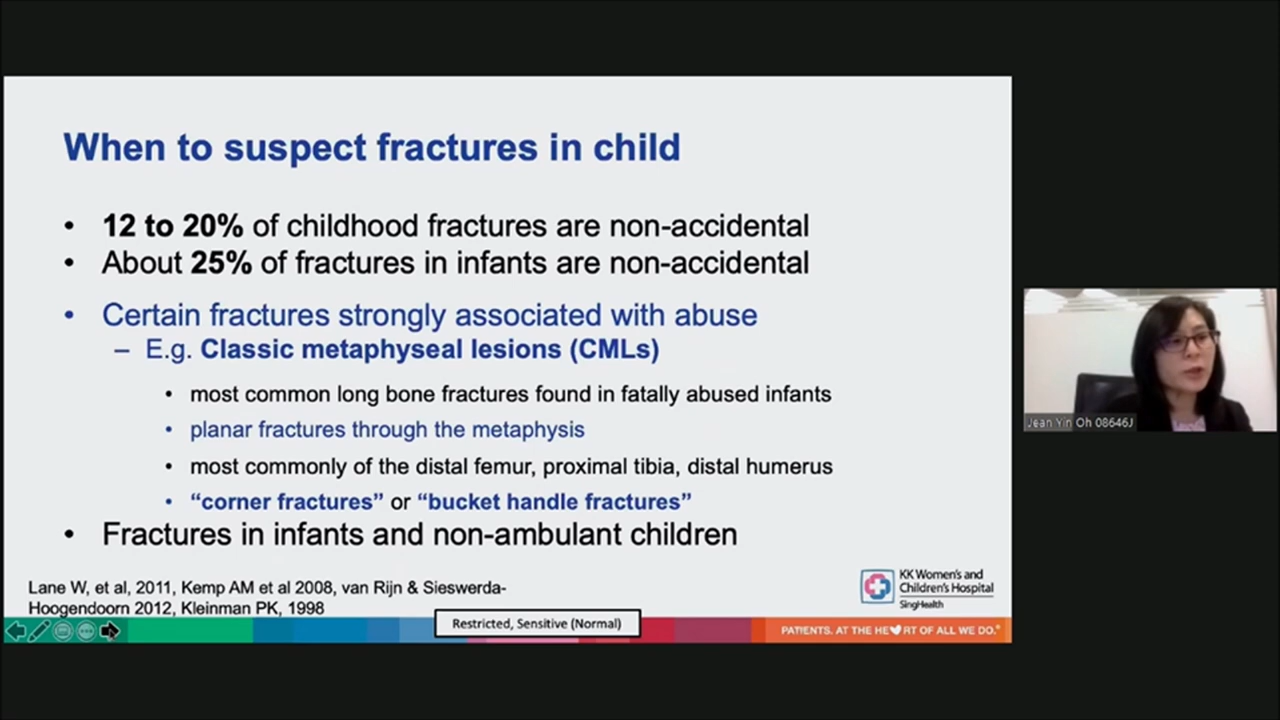 When to suspect fractures in child
• 12 to 20% of childhood fractures are non-accidental
• About 25% of fractures in infants are non-accidental
• Certain fractures strongly associated with abuse
– E.g. Classic metaphyseal lesions (CMLs)
• most common long bone fractures found in fatally abused infants
• planar fractures through the metaphysis
• most commonly of the distal femur, proximal tibia, distal humerus
• “corner fractures” or “bucket handle fractures”
• Fractures in infants and non-ambulant children
Lane W, et al, 2011, Kemp AM et al 2008, van Rijn & Sieswerda-
Hoogendoorn 2012, Kleinman PK, 1998
KK Women's and
Children's Hospital
SingHealth
Restricted, Sensitive (Normal)
PATIENTS. AT THE HE RT OF ALL WE DO.®
Jean Yin Oh 08646J